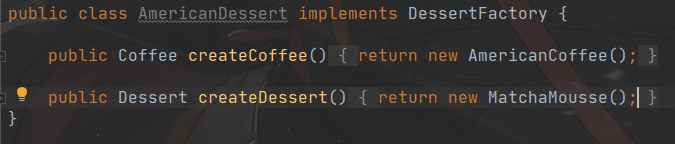 public class AmericanDessert implements DessertFactory {
public Coffee createCoffee() { return new AmericanCoffee(); }
public Dessert createDessert() { return new MatchaMousse(); }
}